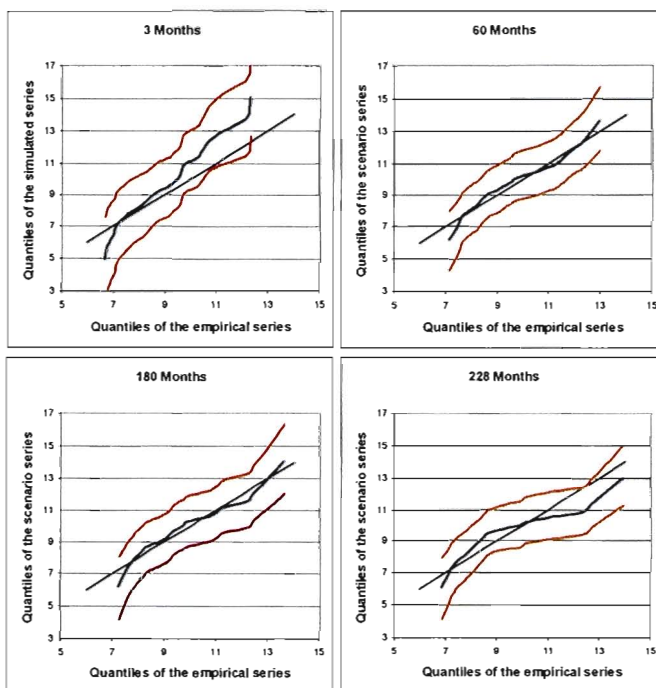 3 Months
Quantiles of the simulated series
17
15
13
11
9
7
5
3
5 7 9 11 13 15
Quantiles of the empirical series
60 Months
Quantiles of the scenario series
17
15
13
11
9
7
5
3
5 7 9 11 13 15
Quantiles of the empirical series
180 Months
Quantiles of the scenario series
17
15
13
11
9
7
5
3
5 7 9 11 13 15
Quantiles of the empirical series
228 Months
Quantiles of the scenario series
17
15
13
11
9
7
5
3
5 7 9 11 13 15
Quantiles of the empirical series